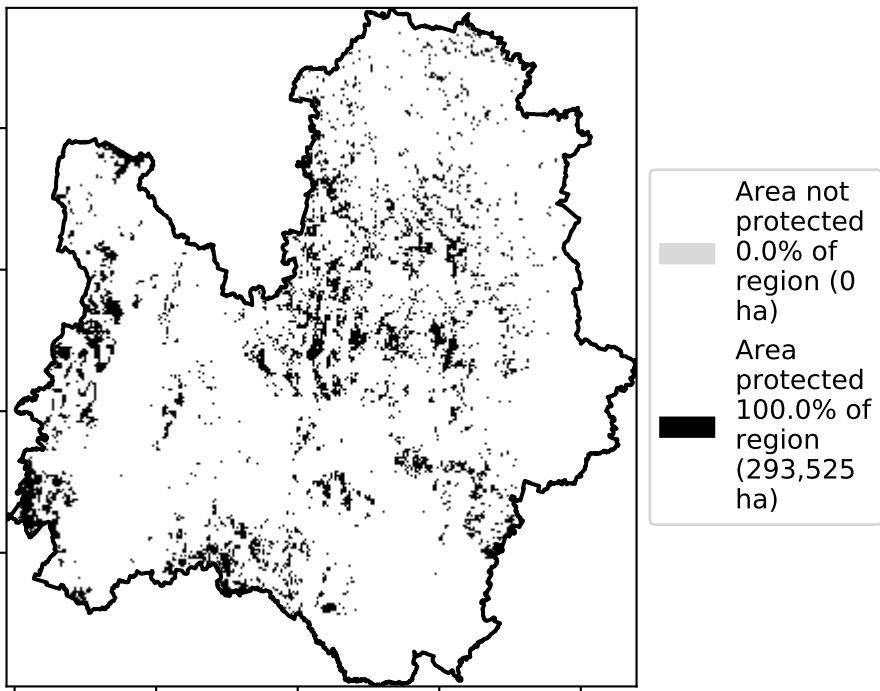 Area not
protected
0.0% of
region (0
ha)
Area
protected
100.0% of
region
(293,525
ha)